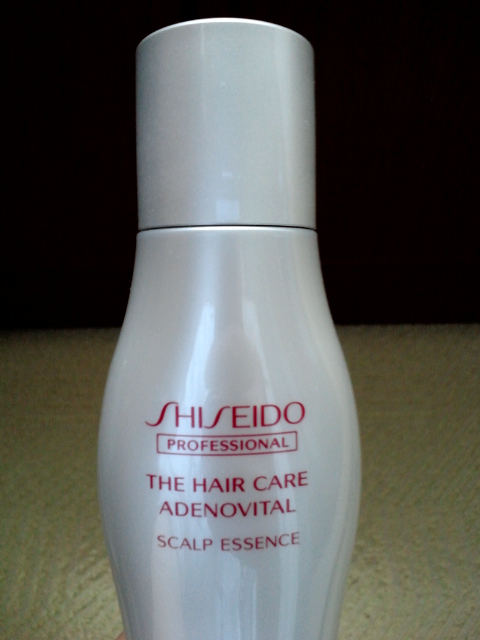 SHISEIDO
PROFESSIONAL
THE HAIR CARE
ADENOVITAL
SCALP ESSENCE